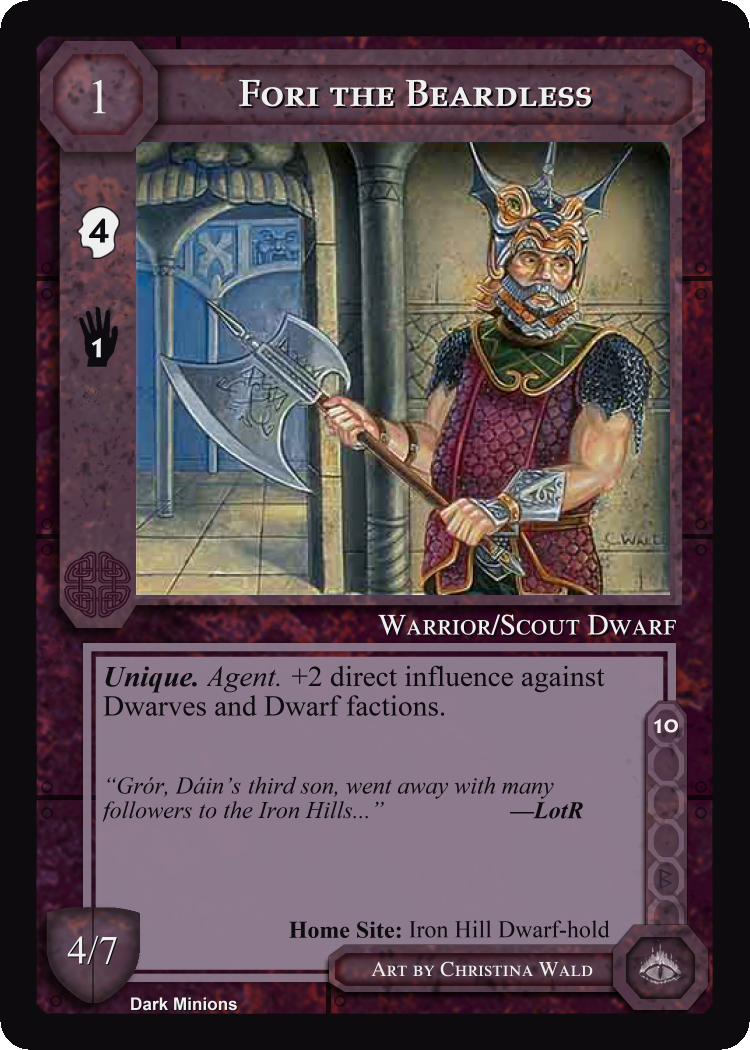 1
Fori the Beardless
4
1
C. WALD
Warrior/Scout Dwarf
Unique. Agent. +2 direct influence against
Dwarves and Dwarf factions.
10
“Grór, Dáin’s third son, went away with many
followers to the Iron Hills...” —LotR
Home Site: Iron Hill Dwarf-hold
4/7
Art by Christina Wald
Dark Minions